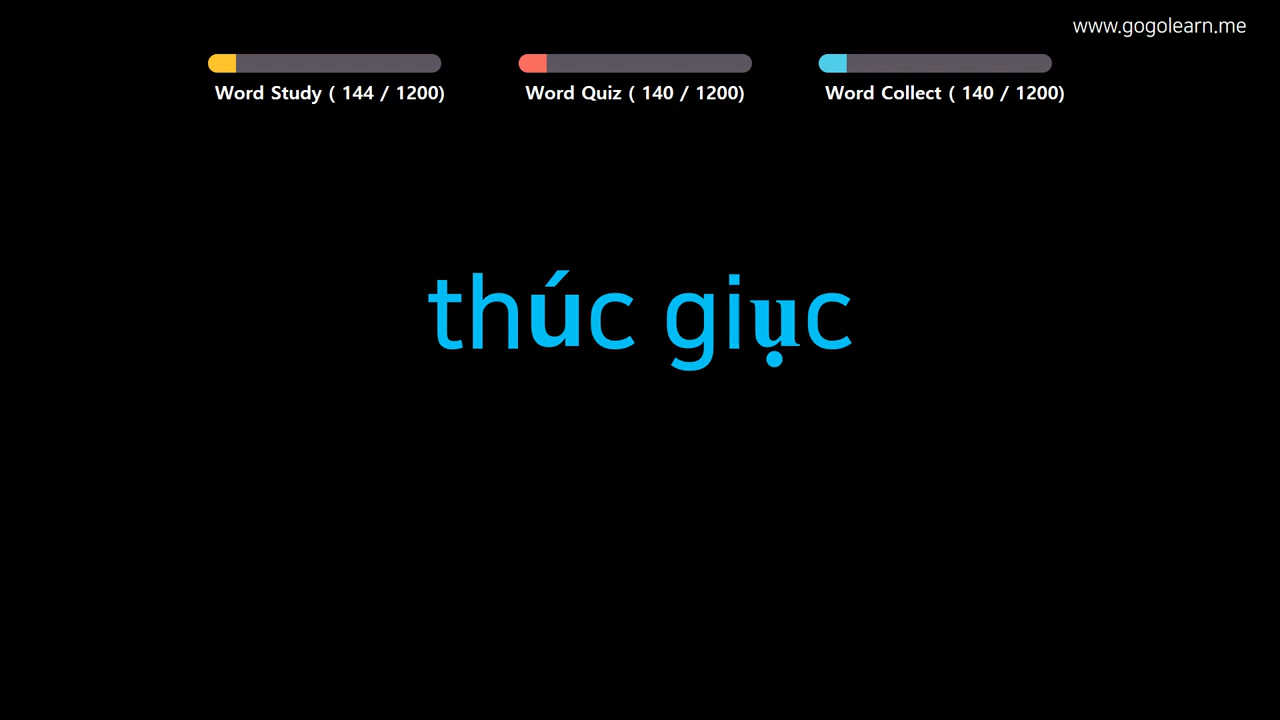 www.gogolearn.me
Word Study ( 144 / 1200)
Word Quiz ( 140 / 1200)
Word Collect ( 140 / 1200)
thúc giục